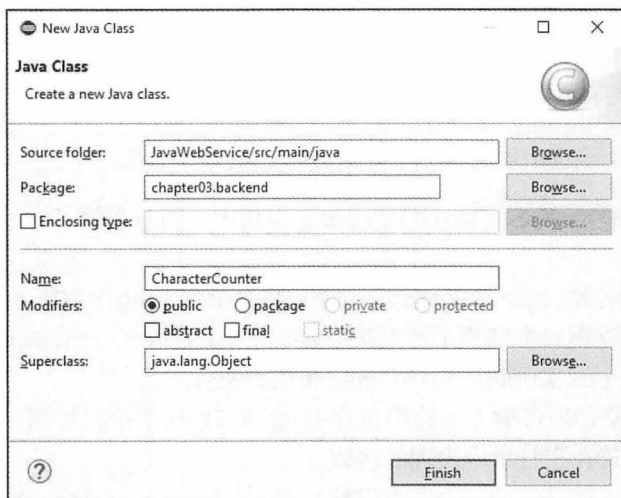 New Java Class
Java Class
Create a new Java class.
Source folder: JavaWebService/src/main/java Browse...
Package: chapter03.backend Browse...
Enclosing type: Browse...
Name: CharacterCounter
Modifiers: public package private protected
abstract final static
Superclass: java.lang.Object Browse...
? Finish Cancel